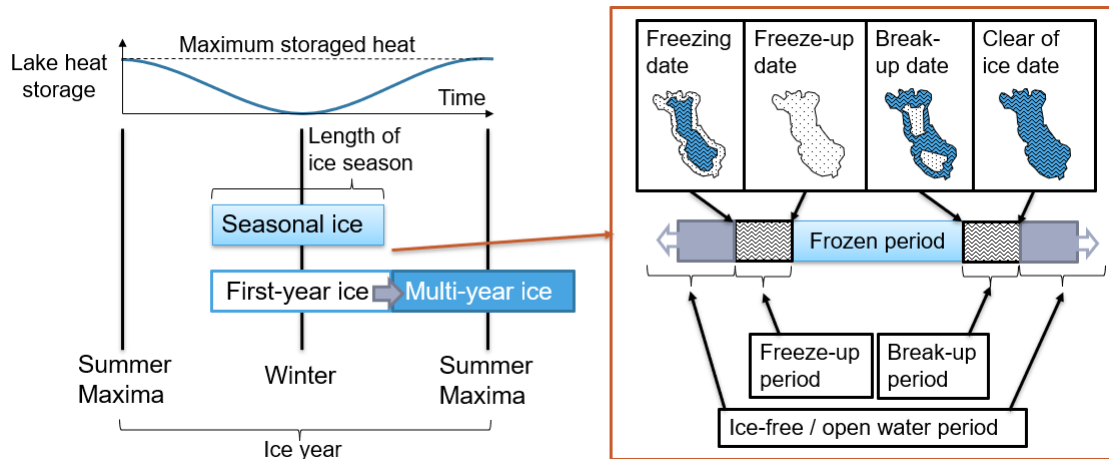 Lake heat
storage
Maximum storaged heat
Time
Length of
ice season
Seasonal ice
First-year ice
Multi-year ice
Summer
Maxima
Winter
Summer
Maxima
Ice year
Freezing
date
Freeze-up
date
Break-
up date
Clear of
ice date
Frozen period
Freeze-up
period
Break-up
period
Ice-free / open water period